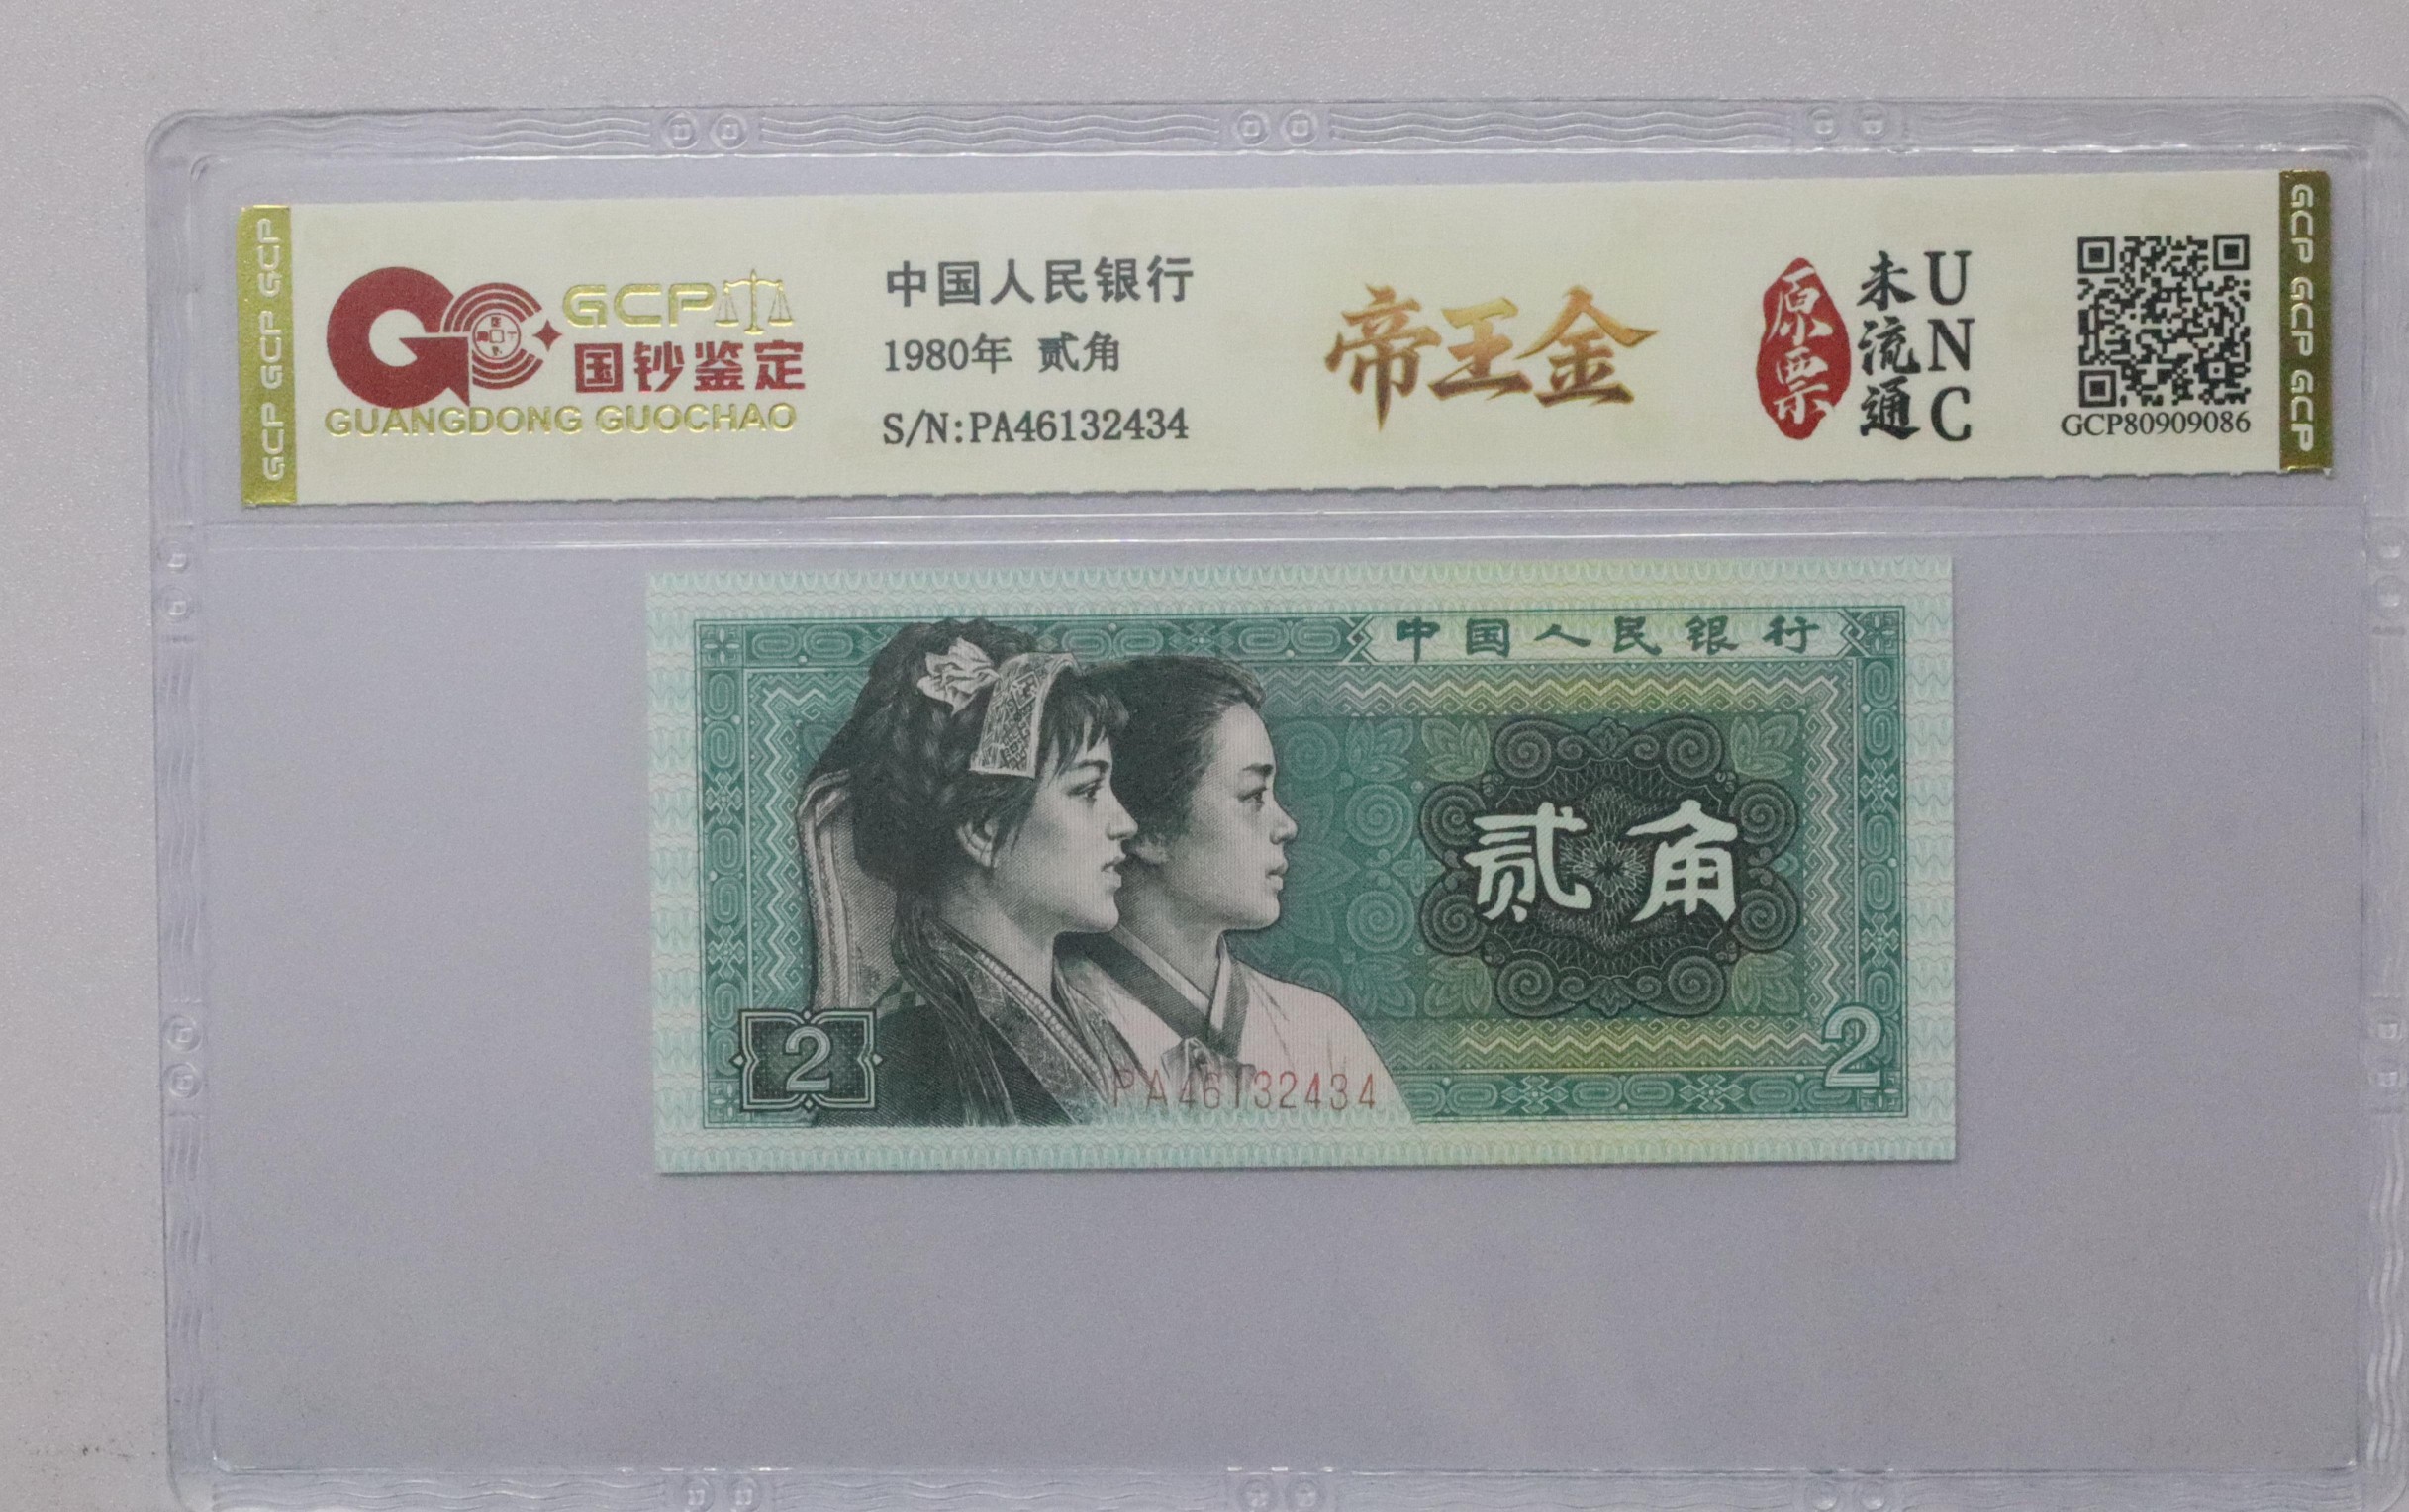 GCP GCP GCP
GCP
国钞鉴定
GUANGDONG GUOCHAO
中国人民银行
1980年 贰角
S/N:PA46132434
帝王金
原票
未流通
UNC
GCP80909086
GCP GCP GCP
中国人民银行
贰角
2
2
PA46132434